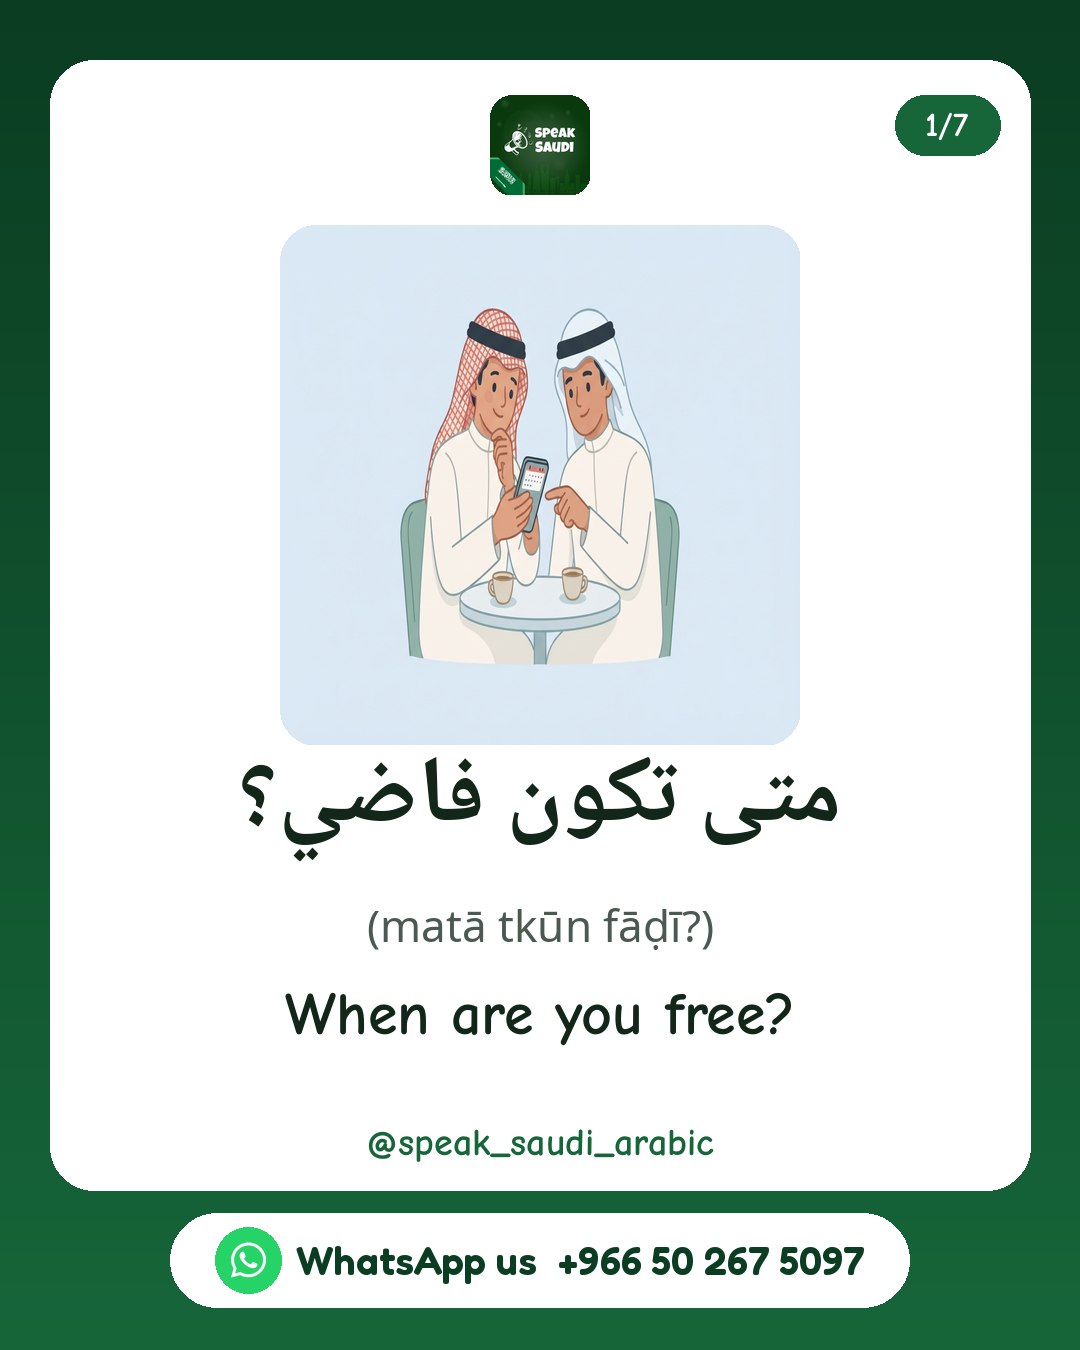 SPEAK
SAUDI
1/7
متى تكون فاضي؟
(matā tkūn fāḍī?)
When are you free?
@speak_saudi_arabic
WhatsApp us +966 50 267 5097